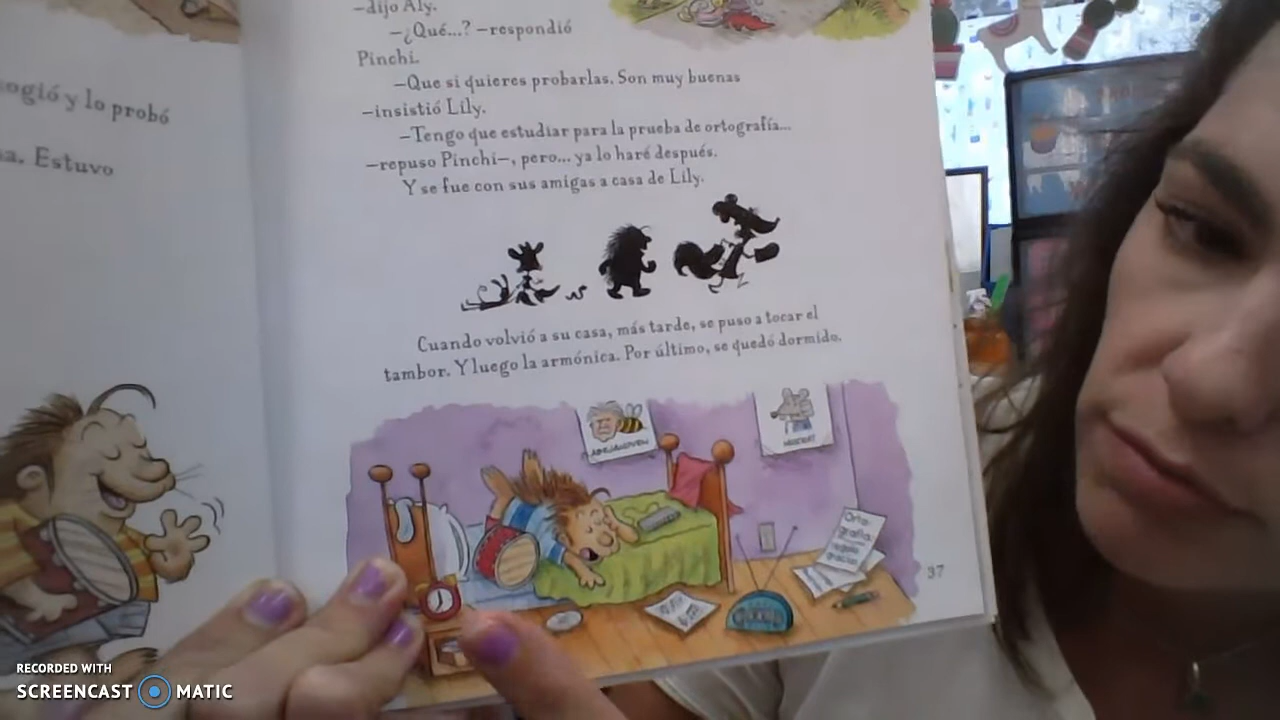 ogió y lo probó
a. Estuvo
–dijo Aly.
–¿Qué...? –respondió
Pinchi.
–Que si quieres probarlas. Son muy buenas
–insistió Lily.
–Tengo que estudiar para la prueba de ortografía...
–repuso Pinchi–, pero... ya lo haré después.
Y se fue con sus amigas a casa de Lily.
Cuando volvió a su casa, más tarde, se puso a tocar el
tambor. Y luego la armónica. Por último, se quedó dormido.
37
RECORDED WITH
SCREENCAST MATIC